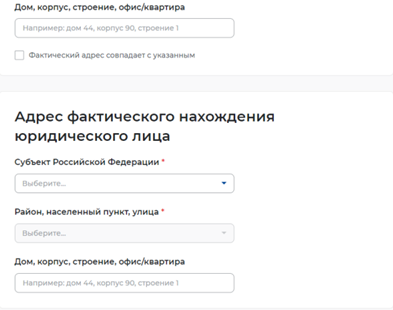 Дом, корпус, строение, офис/квартира
Например: дом 44, корпус 90, строение 1
Фактический адрес совпадает с указанным
Адрес фактического нахождения
юридического лица
Субъект Российской Федерации *
Выберите...
Район, населенный пункт, улица *
Выберите...
Дом, корпус, строение, офис/квартира
Например: дом 44, корпус 90, строение 1